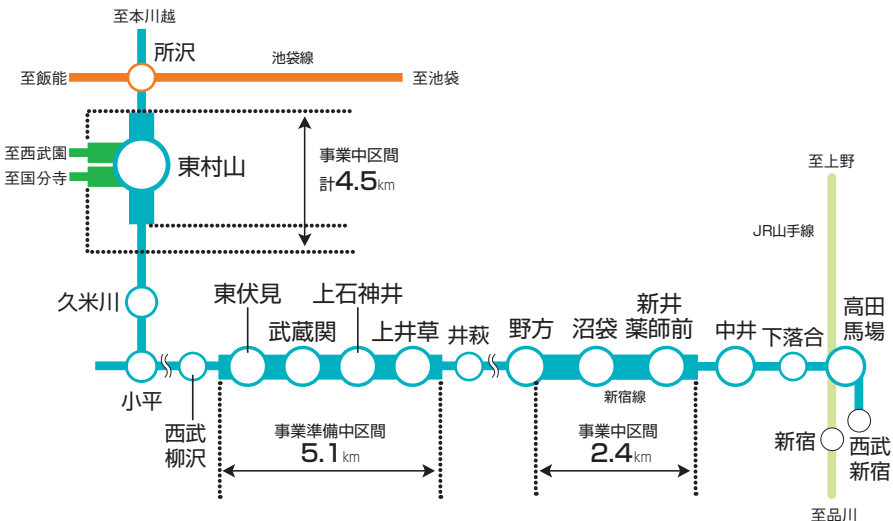 至本川越
所沢
池袋線
至飯能
至池袋
至西武園
至国分寺
東村山
事業中区間
計4.5km
至上野
JR山手線
久米川
東伏見
上石神井
武蔵関
上井草
井萩
野方
沼袋
新井
薬師前
中井
下落合
高田
馬場
小平
西武
柳沢
新宿線
事業準備中区間
5.1km
事業中区間
2.4km
新宿
西武
新宿
至品川